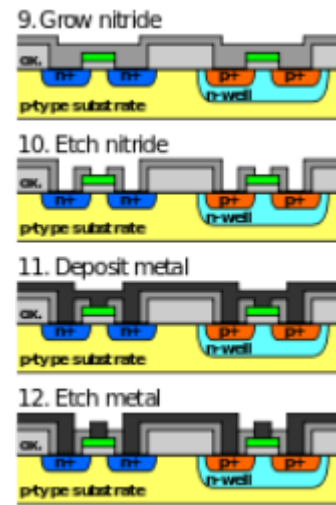 9. Grow nitride
ox. n+ n+ p+ p+
n-well
p-type substrate
10. Etch nitride
ox. n+ n+ p+ p+
n-well
p-type substrate
11. Deposit metal
ox. n+ n+ p+ p+
n-well
p-type substrate
12. Etch metal
ox. n+ n+ p+ p+
n-well
p-type substrate